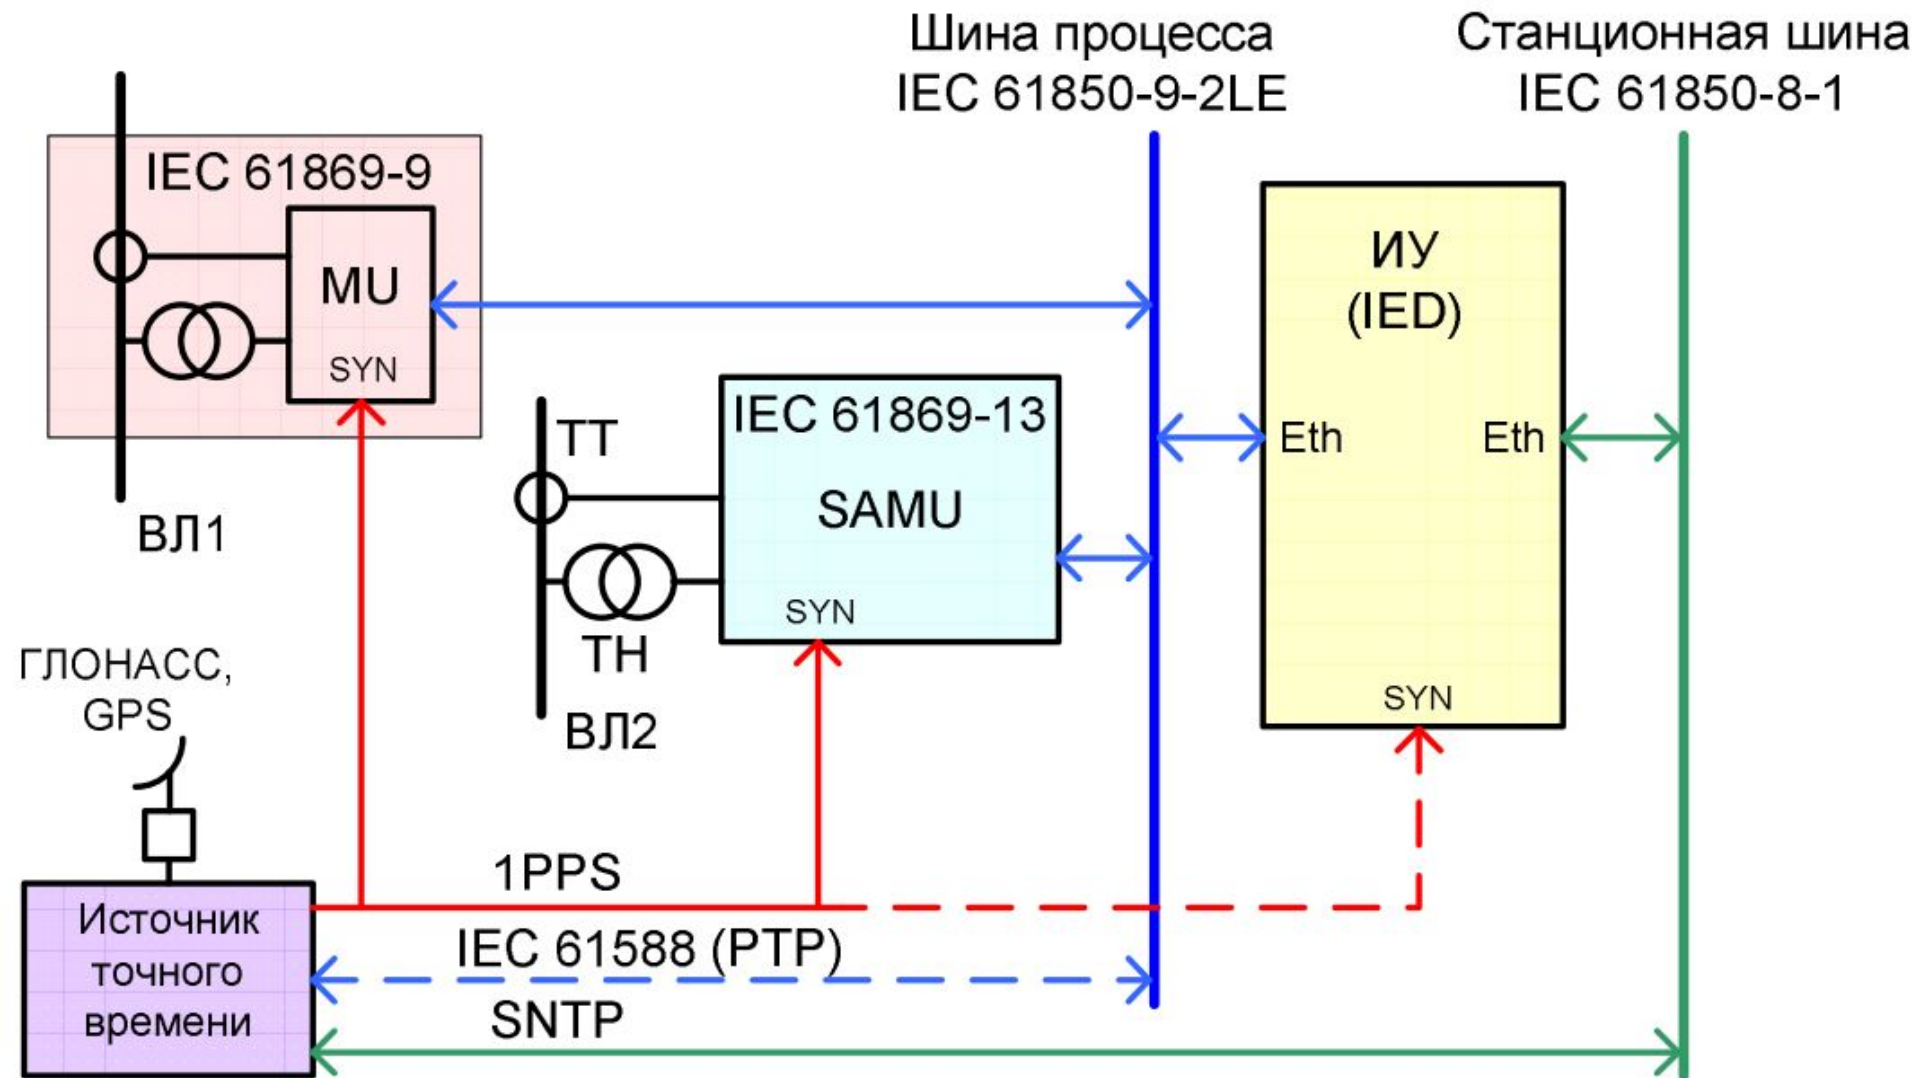 Шина процесса
IEC 61850-9-2LE
Станционная шина
IEC 61850-8-1
IEC 61869-9
MU
SYN
ВЛ1
ТТ
IEC 61869-13
SAMU
SYN
ТН
ВЛ2
ИУ
(IED)
Eth
Eth
SYN
ГЛОНАСС,
GPS
Источник
точного
времени
1PPS
IEC 61588 (PTP)
SNTP